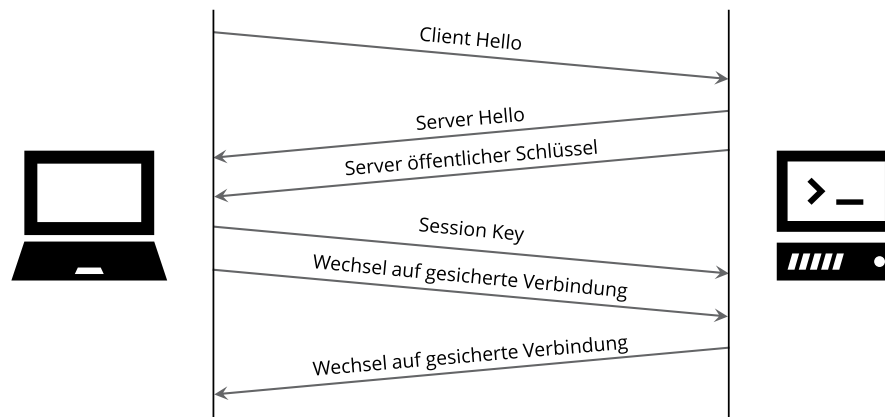 Client Hello
Server Hello
Server öffentlicher Schlüssel
Session Key
Wechsel auf gesicherte Verbindung
Wechsel auf gesicherte Verbindung